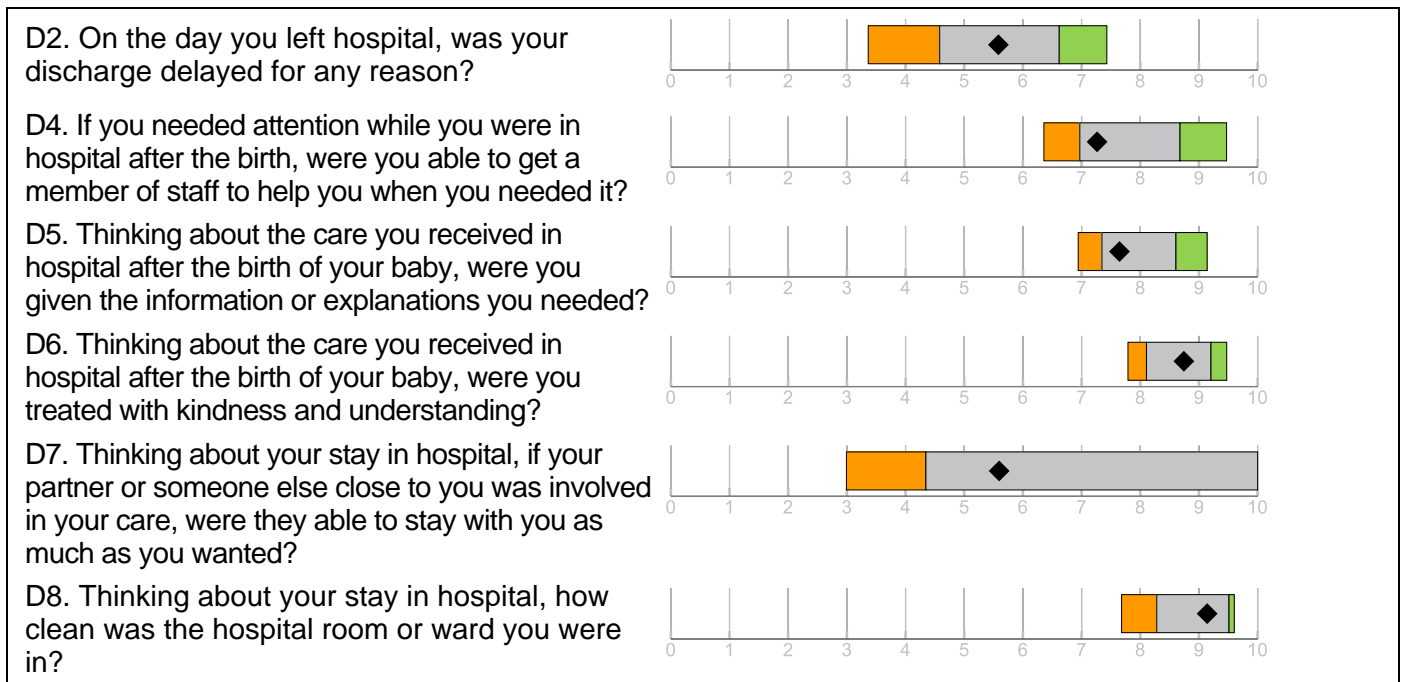 D2. On the day you left hospital, was your
discharge delayed for any reason?
0 1 2 3 4 5 6 7 8 9 10
D4. If you needed attention while you were in
hospital after the birth, were you able to get a
member of staff to help you when you needed it?
0 1 2 3 4 5 6 7 8 9 10
D5. Thinking about the care you received in
hospital after the birth of your baby, were you
given the information or explanations you needed?
0 1 2 3 4 5 6 7 8 9 10
D6. Thinking about the care you received in
hospital after the birth of your baby, were you
treated with kindness and understanding?
0 1 2 3 4 5 6 7 8 9 10
D7. Thinking about your stay in hospital, if your
partner or someone else close to you was involved
in your care, were they able to stay with you as
much as you wanted?
0 1 2 3 4 5 6 7 8 9 10
D8. Thinking about your stay in hospital, how
clean was the hospital room or ward you were
in?
0 1 2 3 4 5 6 7 8 9 10